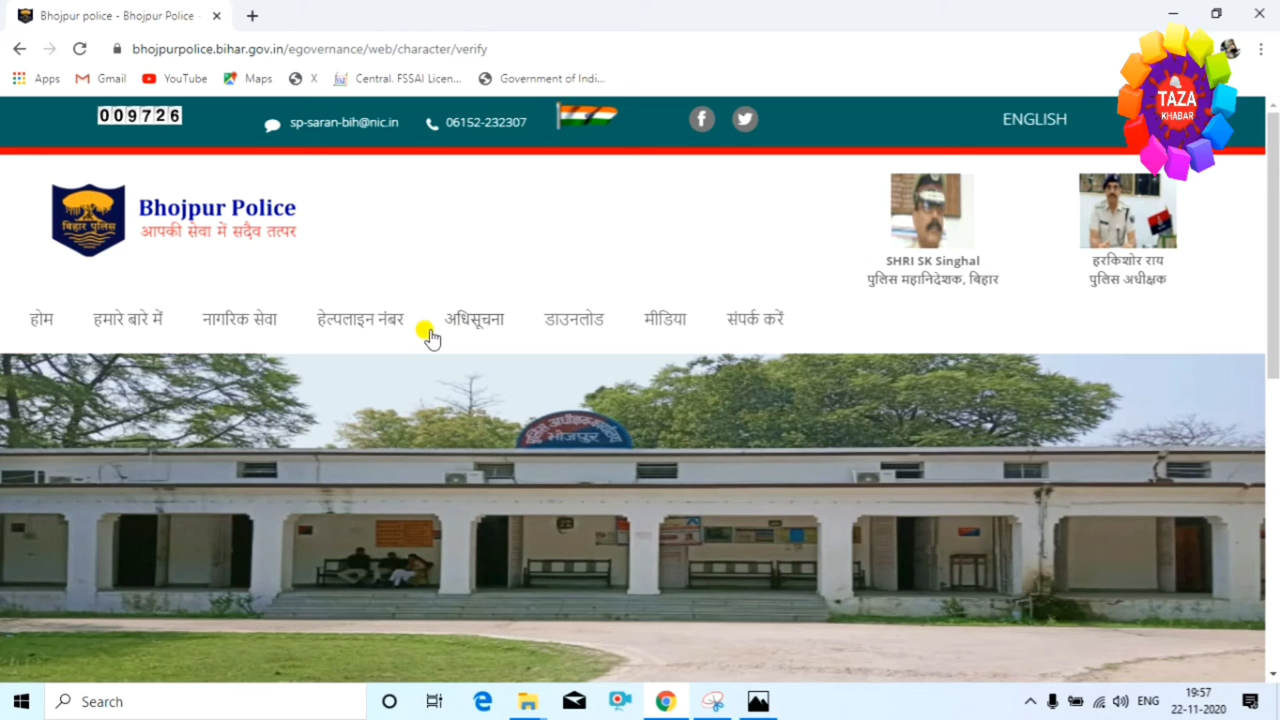 Bhojpur police - Bhojpur Police
bhojpurpolice.bihar.gov.in/egovernance/web/character/verify
Apps Gmail YouTube Maps X Central. FSSAI Licen... Government of Indi...
TAZA
KHABAR
009726 sp-saran-bih@nic.in 06152-232307 ENGLISH
बिहार पुलिस
Bhojpur Police
आपकी सेवा में सदैव तत्पर
SHRI SK Singhal
पुलिस महानिदेशक, बिहार
हरकिशोर राय
पुलिस अधीक्षक
होम हमारे बारे में नागरिक सेवा हेल्पलाइन नंबर अधिसूचना डाउनलोड मीडिया संपर्क करें
भोजपुर
Search
ENG
19:57
22-11-2020